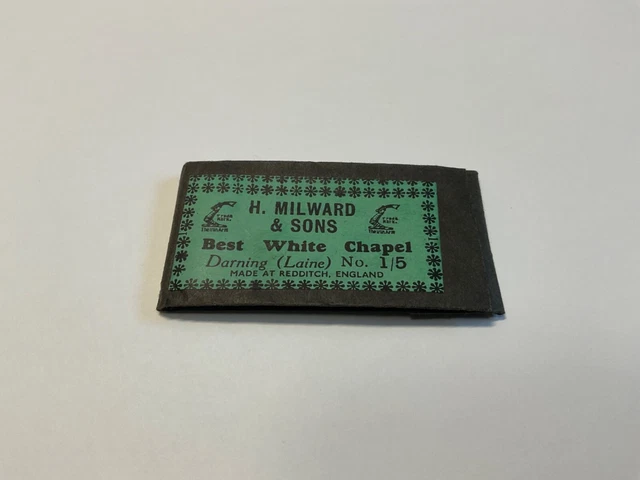 H. MILWARD
& SONS
Best White Chapel
Darning (Laine) No. 1/5
MADE AT REDDITCH, ENGLAND